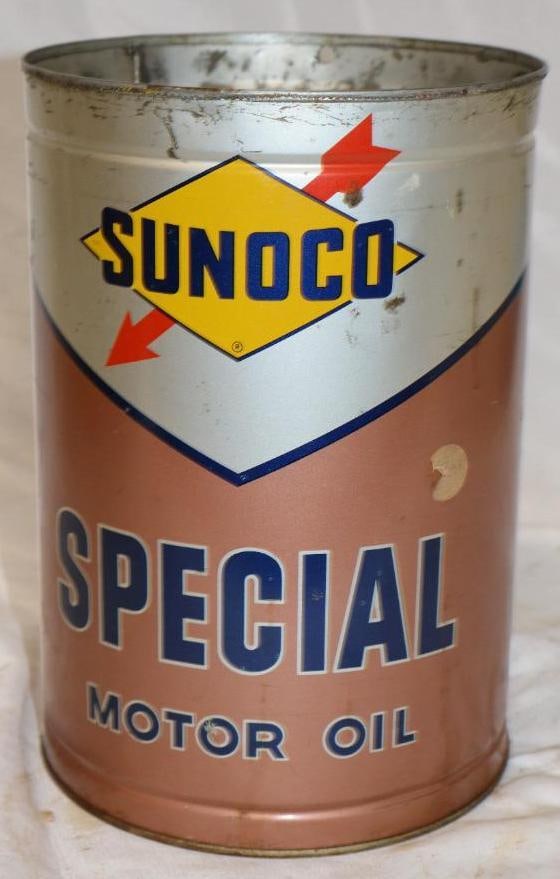 SUNOCO
®
SPECIAL
MOTOR OIL